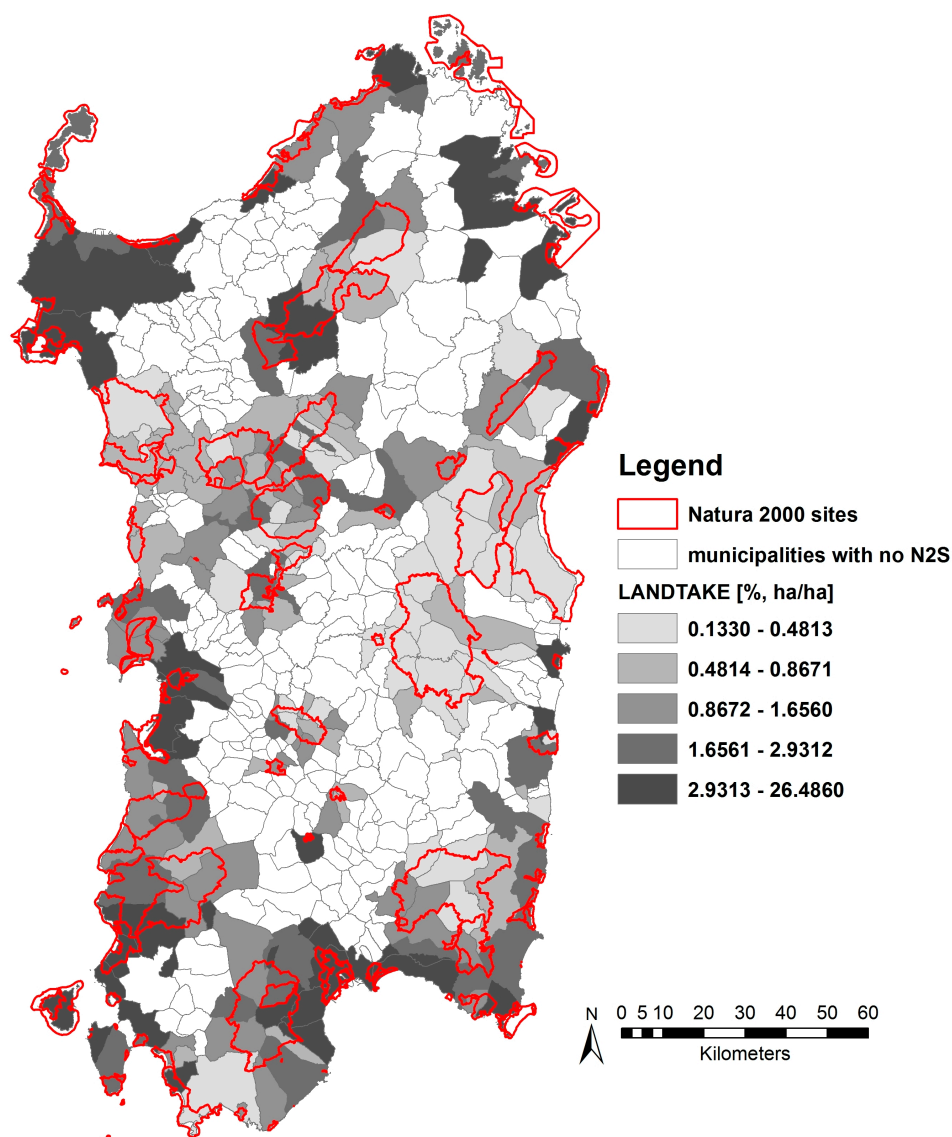 Legend
Natura 2000 sites
municipalities with no N2S
LANDTAKE [%, ha/ha]
0.1330 - 0.4813
0.4814 - 0.8671
0.8672 - 1.6560
1.6561 - 2.9312
2.9313 - 26.4860
N
0 5 10 20 30 40 50 60
Kilometers